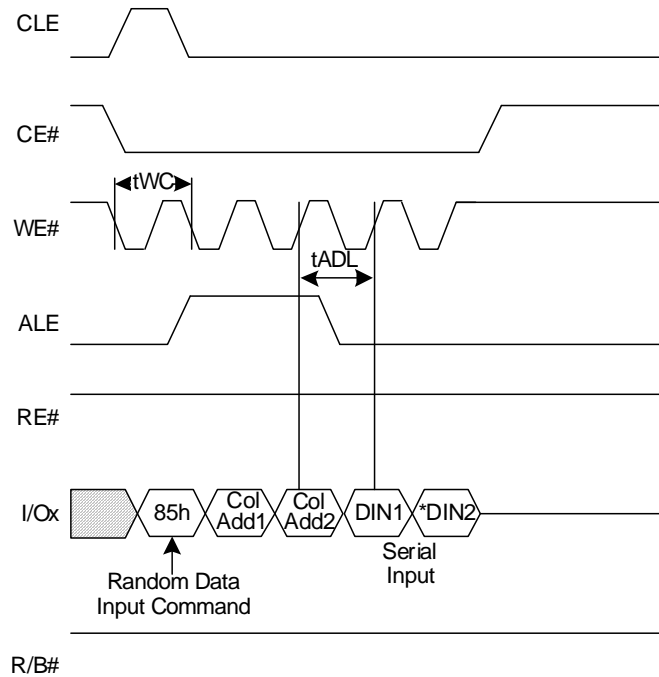 CLE
CE#
tWC
WE#
tADL
ALE
RE#
I/Ox
85h
Col
Add1
Col
Add2
DIN1
*DIN2
Serial
Input
Random Data
Input Command
R/B#